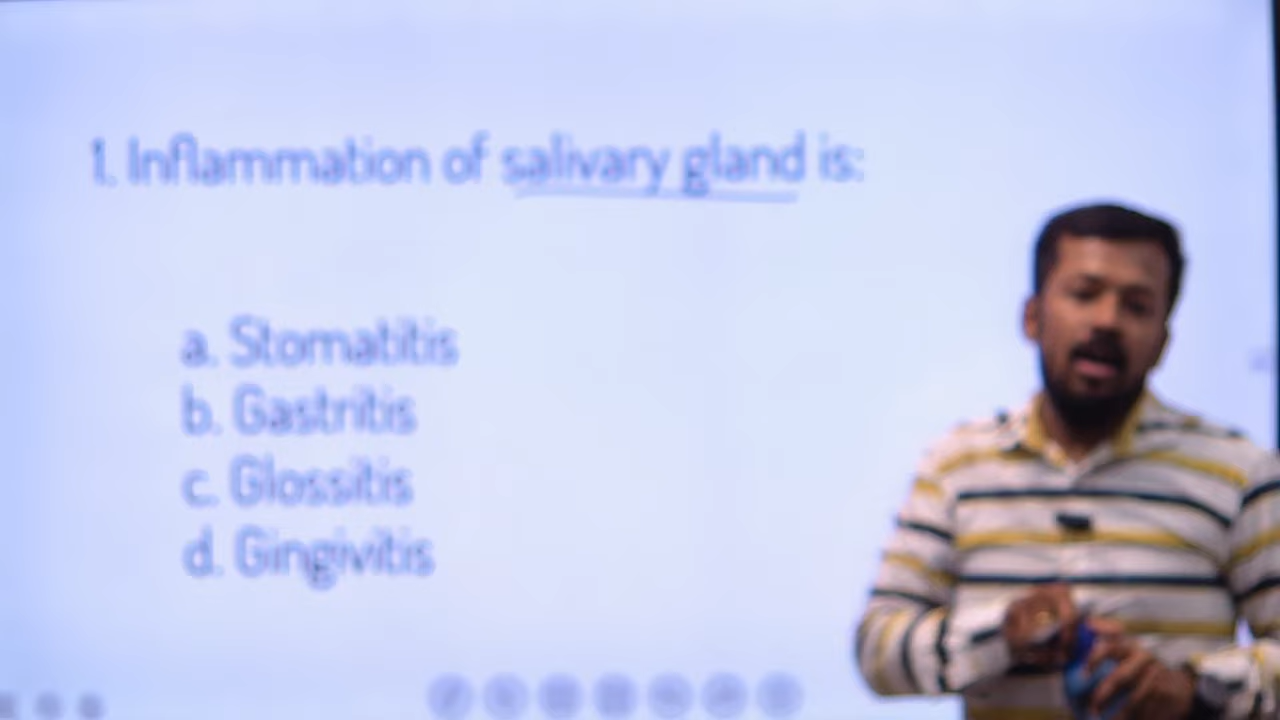 1. Inflammation of salivary gland is:
a. Stomatitis
b. Gastritis
c. Glossitis
d. Gingivitis